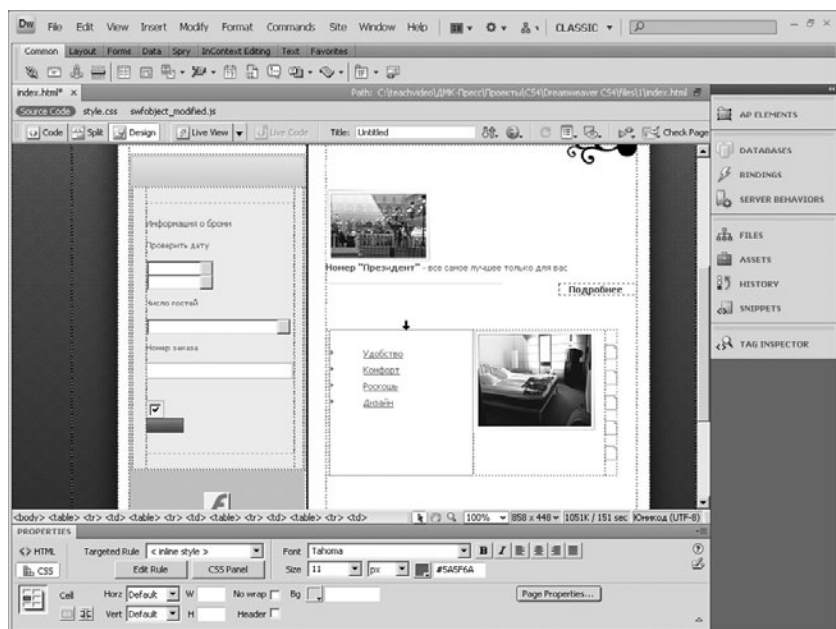 Dw File Edit View Insert Modify Format Commands Site Window Help CLASSIC
Common Layout Forms Data Spry InContext Editing Text Favorites
index.html* x Path: C:\teachvideo\ДМК-Пресс\Проекты\CS4\Dreamweaver CS4\files\1\index.html
Source Code style.css swfobject_modified.js
Code Split Design Live View Live Code Title: Untitled Check Page
AP ELEMENTS
DATABASES
BINDINGS
SERVER BEHAVIORS
FILES
ASSETS
HISTORY
SNIPPETS
TAG INSPECTOR
Информация о брони
Проверить дату
Число гостей
Номер заказа
Номер "Президент" - все самое лучшее только для вас
Подробнее
Удобство
Комфорт
Роскошь
Дизайн
<body> <table> <tr> <td> <table> <tr> <td> <table> <tr> <td> <table> <tr> <td> 100% 858 x 448 1051K / 151 sec Юникод (UTF-8)
PROPERTIES
<> HTML Targeted Rule < inline style > Font Tahoma B I
CSS Edit Rule CSS Panel Size 11 px #5A5F6A
Cell Horz Default W No wrap Bg Page Properties...
Vert Default H Header